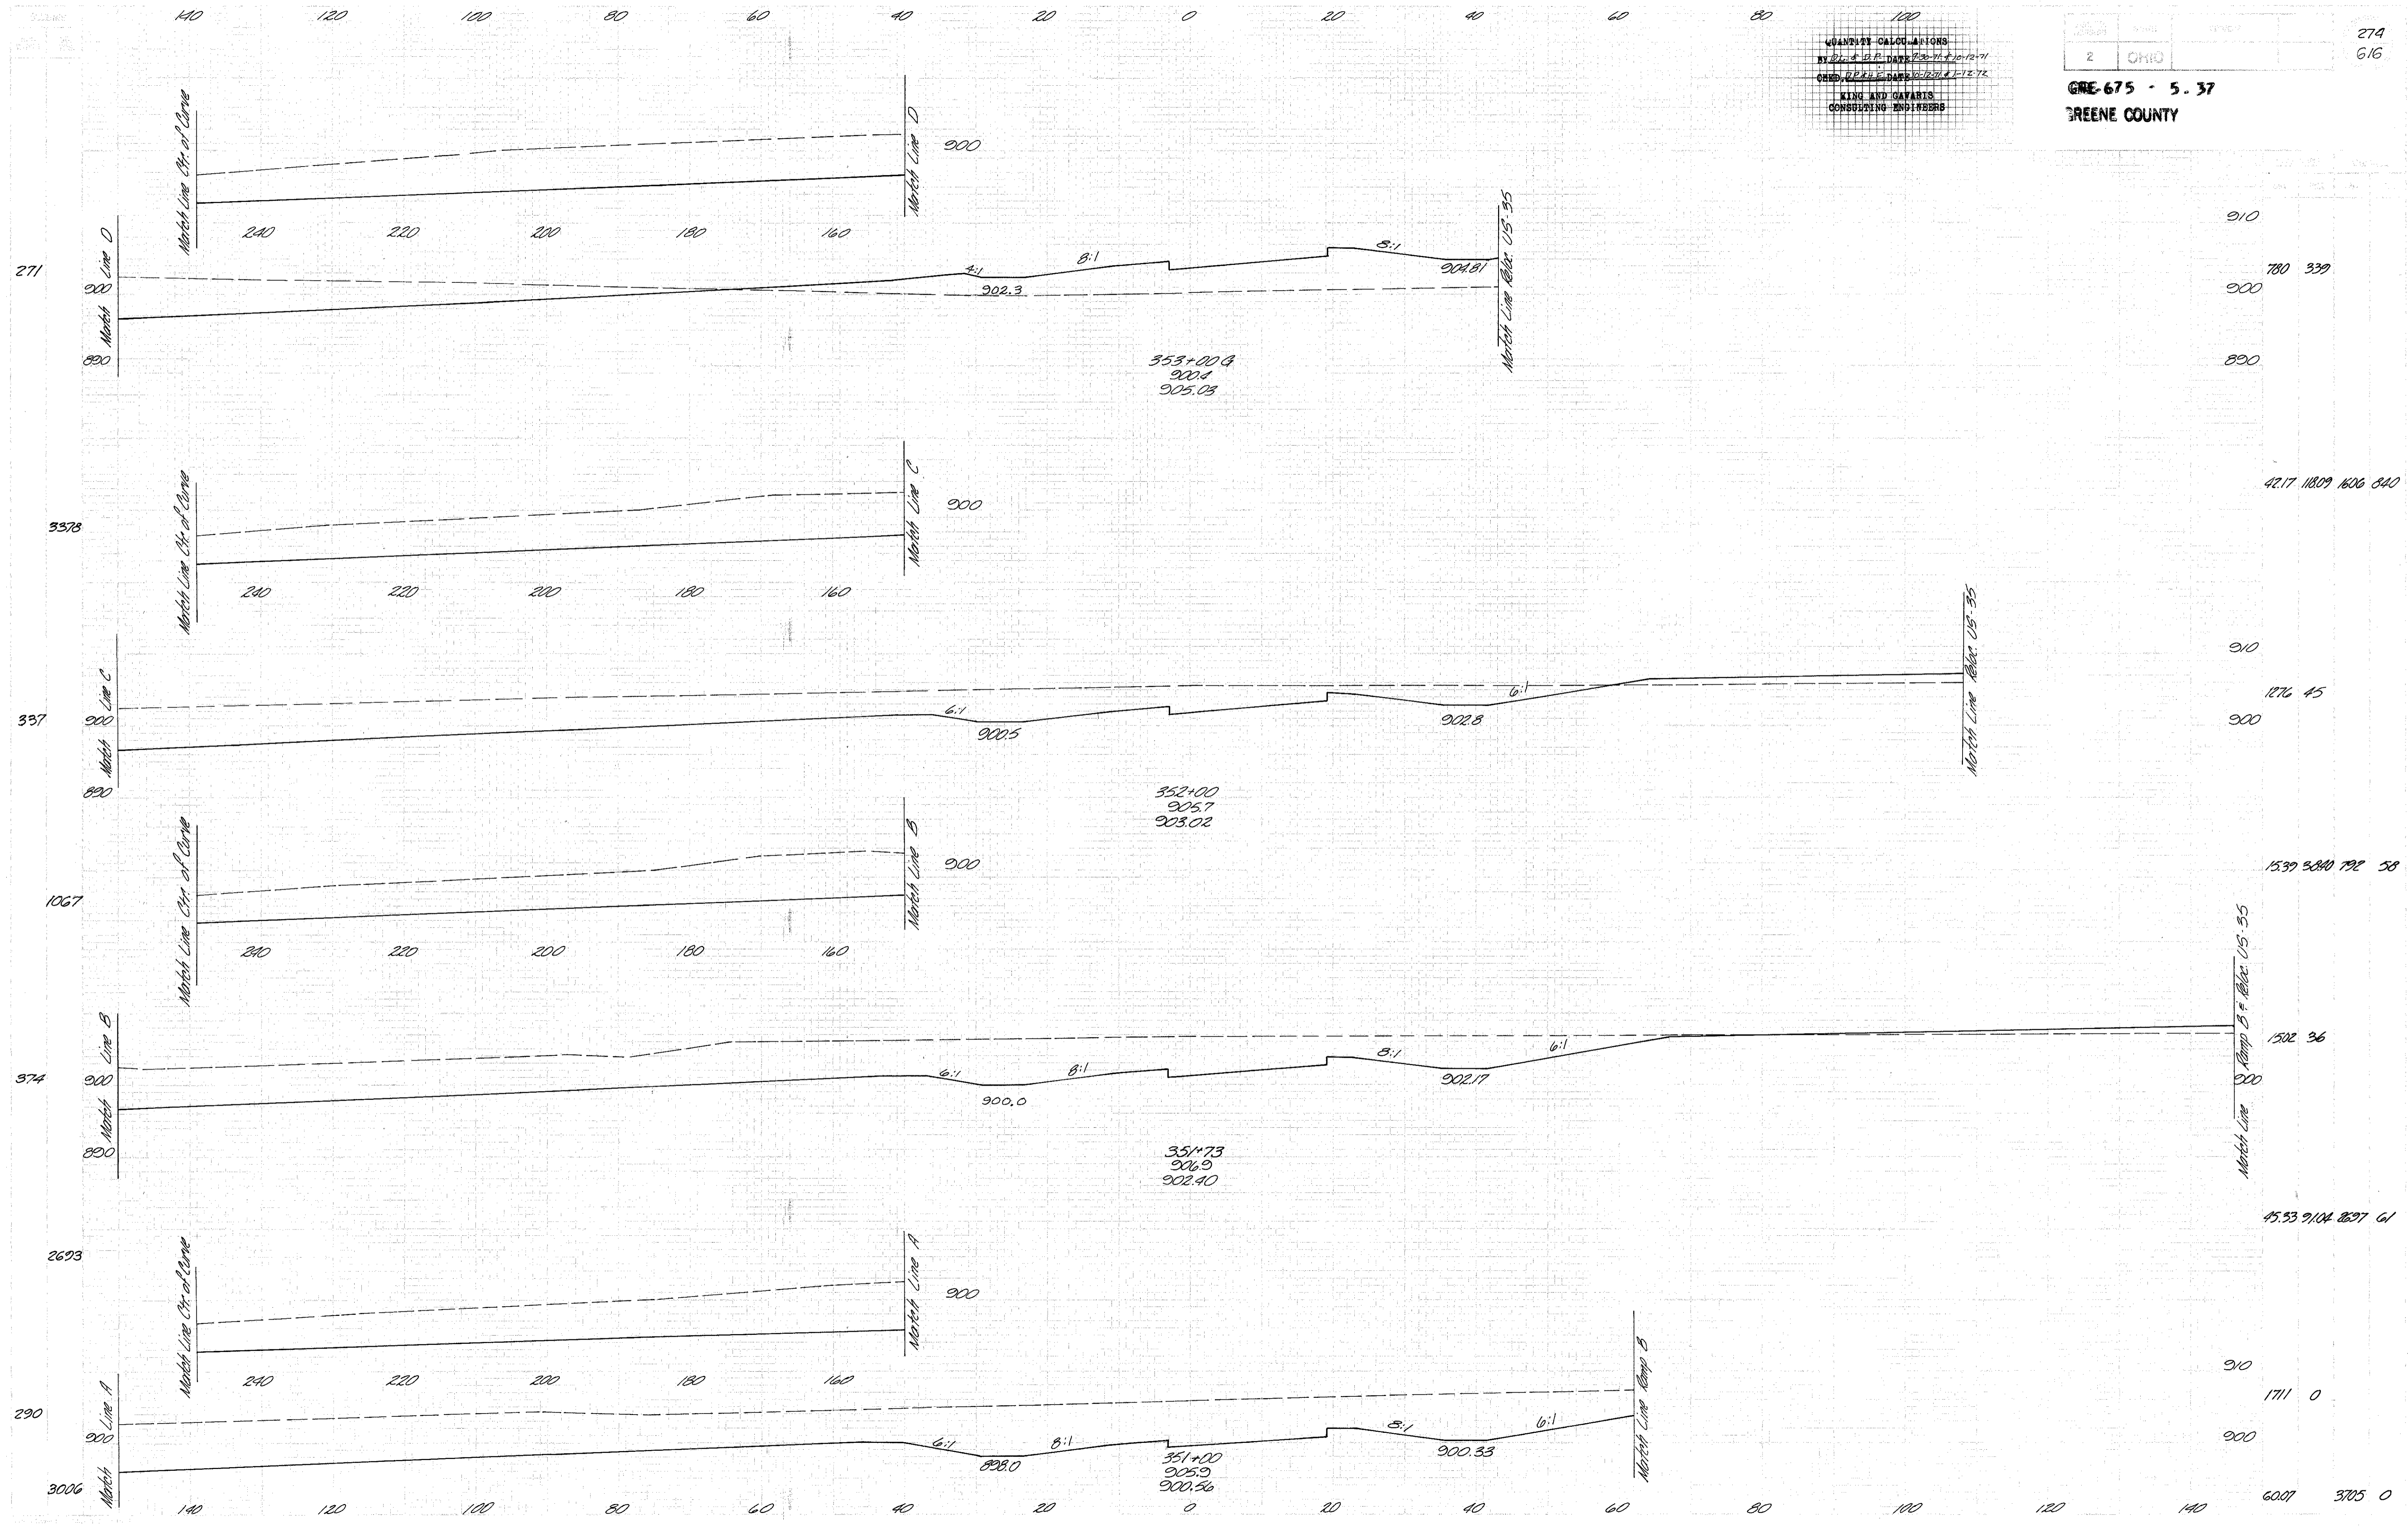 140 120 100 80 60 40 20 0 20 40 60 80 100
QUANTITY CALCULATIONS
DATE
DATE
KING AND GAVARIS
CONSULTING ENGINEERS
2 OHIO
274
616
GRE-675 - 5.37
GREENE COUNTY
Match Line Ctr. of Curve
Match Line D
900
240 220 200 180 160
271
Match Line D
900
890
4:1
902.3
8:1
8:1
904.81
Match Line Reloc. US-35
910
900
890
780 339
353+00 G
900.4
905.03
42.17 118.09 1606 840
3378
Match Line Ctr. of Curve
Match Line C
900
240 220 200 180 160
337
Match Line C
900
890
6:1
900.5
902.8
6:1
Match Line Reloc. US-35
910
900
1276 45
352+00
905.7
903.02
15.39 38.40 792 58
1067
Match Line Ctr. of Curve
Match Line B
900
240 220 200 180 160
374
Match Line B
900
890
6:1
900.0
8:1
8:1
902.17
6:1
Match Line Ramp B & Reloc. US-35
900
1502 36
351+73
906.9
902.40
45.33 91.04 2697 61
2693
Match Line Ctr. of Curve
Match Line A
900
240 220 200 180 160
290
Match Line A
900
6:1
898.0
8:1
8:1
900.33
6:1
Match Line Ramp B
910
900
1711 0
351+00
905.9
900.56
3006
60.07 3705 0
140 120 100 80 60 40 20 0 20 40 60 80 100 120 140